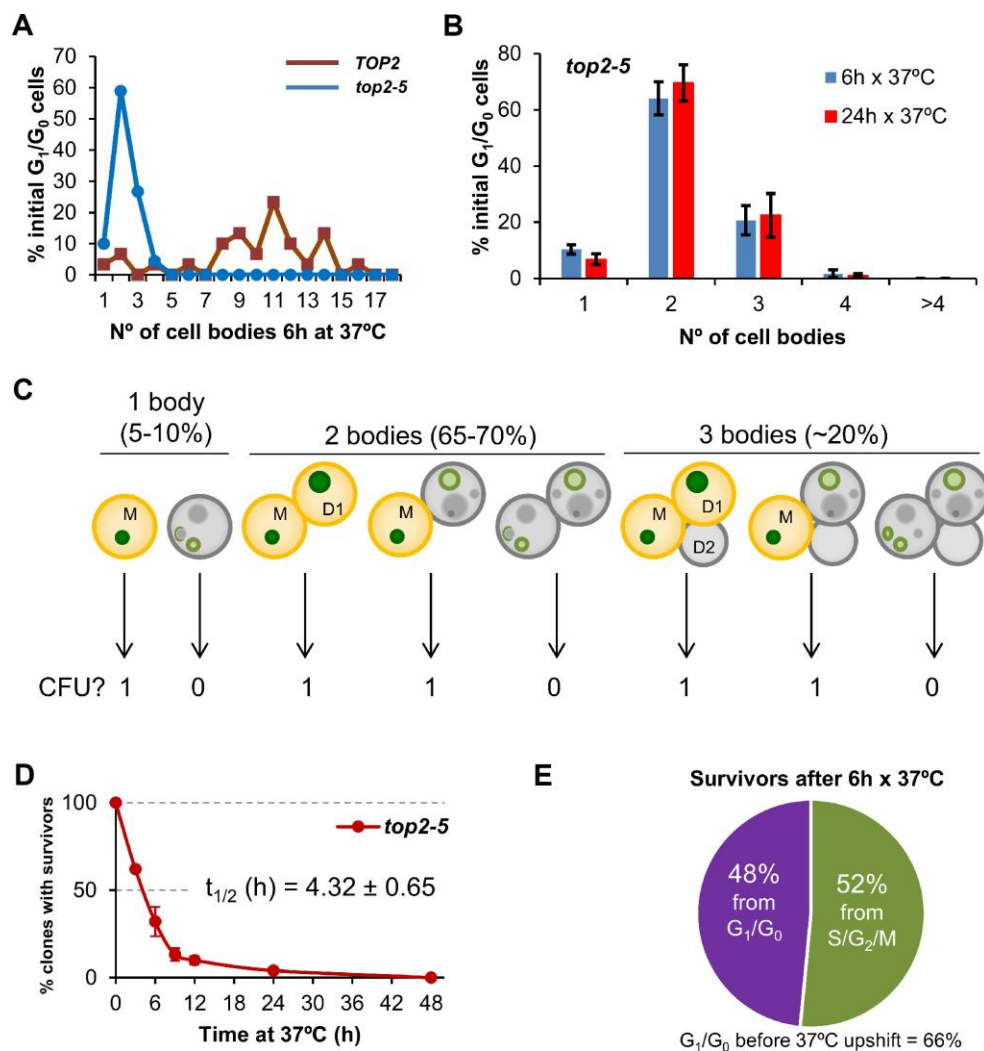 A
% initial G₁/G₀ cells
70
60
50
40
30
20
10
0
TOP2
top2-5
1 3 5 7 9 11 13 15 17
Nº of cell bodies 6h at 37ºC
B
% initial G₁/G₀ cells
80
60
40
20
0
top2-5
6h x 37ºC
24h x 37ºC
1 2 3 4 >4
Nº of cell bodies
C
1 body
(5-10%)
2 bodies (65-70%)
3 bodies (~20%)
M M D1 M M D1 D2 M
CFU? 1 0 1 1 0 1 1 0
D
% clones with survivors
100
50
0
top2-5
t₁/₂ (h) = 4.32 ± 0.65
0 6 12 18 24 30 36 42 48
Time at 37ºC (h)
E
Survivors after 6h x 37ºC
48%
from
G₁/G₀
52%
from
S/G₂/M
G₁/G₀ before 37ºC upshift = 66%